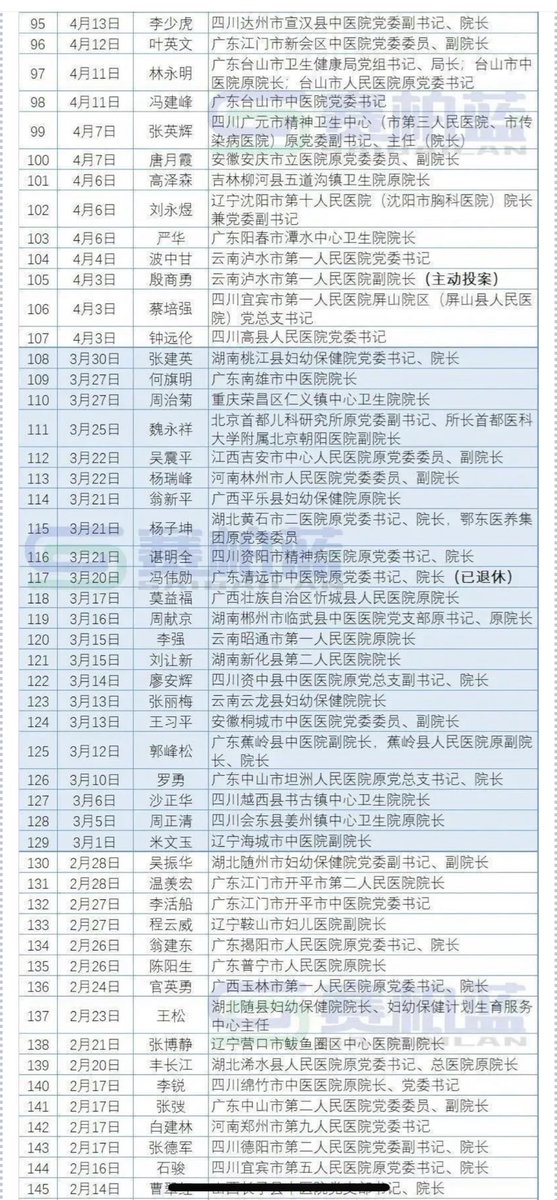 95 4月13日 李少虎 四川达州市宣汉县中医院党委副书记、院长
96 4月12日 叶英文 广东江门市新会区中医院党委委员、副院长
97 4月11日 林永明 广东台山市卫生健康局党组书记、局长；台山市中
医院原院长；台山市人民医院原党委书记
98 4月11日 冯建峰 广东台山市中医院党委书记
99 4月7日 张英辉 四川广元市精神卫生中心（市第三人民医院、市传
染病医院）原党委副书记、主任（院长）
100 4月7日 唐月霞 安徽安庆市立医院原党委委员、副院长
101 4月6日 高泽森 吉林柳河县五道沟镇卫生院原院长
102 4月6日 刘永煜 辽宁沈阳市第十人民医院（沈阳市胸科医院）院长
兼党委副书记
103 4月6日 严华 广东阳春市潭水中心卫生院院长
104 4月4日 波中甘 云南泸水市第一人民医院党委书记
105 4月3日 殷商勇 云南泸水市第一人民医院副院长（主动投案）
106 4月3日 蔡培强 四川宜宾市第一人民医院屏山院区（屏山县人民医
院）党总支书记
107 4月3日 钟远伦 四川高县人民医院党委书记
108 3月30日 张建英 湖南桃江县妇幼保健院党委书记、院长
109 3月27日 何旗明 广东南雄市中医院院长
110 3月27日 周治菊 重庆荣昌区仁义镇中心卫生院院长
111 3月25日 魏永祥 北京首都儿科研究所原党委副书记、所长首都医科
大学附属北京朝阳医院副院长
112 3月22日 吴震平 江西吉安市中心人民医院原党委委员、副院长
113 3月22日 杨瑞峰 河南林州市人民医院党委委员、副院长
114 3月21日 翁新平 广西平乐县妇幼保健院原院长
115 3月21日 杨子坤 湖北黄石市二医院原党委书记、院长，鄂东医养集
团原党委委员
116 3月21日 谌明全 四川资阳市精神病医院原党委书记、院长
117 3月20日 冯伟勋 广东清远市中医院原党委书记、院长（已退休）
118 3月17日 莫益福 广西壮族自治区忻城县人民医院原院长
119 3月16日 周献京 湖南郴州市临武县中医医院党支部原书记、原院长
120 3月15日 李强 云南昭通市第一人民医院原院长
121 3月15日 刘让新 湖南新化县第二人民医院院长
122 3月14日 廖安辉 四川资中县中医医院原党总支副书记、院长
123 3月13日 张丽梅 云南云龙县妇幼保健院院长
124 3月13日 王习平 安徽桐城市中医医院党委委员、副院长
125 3月12日 郭峰松 广东蕉岭县中医院副院长，蕉岭县人民医院原副院
长、院长
126 3月10日 罗勇 广东中山市坦洲人民医院原党总支书记、院长
127 3月6日 沙正华 四川越西县书古镇中心卫生院院长
128 3月5日 周正清 四川会东县姜州镇中心卫生院原院长
129 3月1日 米文玉 辽宁海城市中医院副院长
130 2月28日 吴振华 湖北随州市妇幼保健院党委副书记、副院长
131 2月28日 温羡宏 广东江门市开平市第二人民医院院长
132 2月27日 李活船 广东江门市开平市中医院党委书记
133 2月27日 程云威 辽宁鞍山市妇儿医院副院长
134 2月26日 翁建东 广东揭阳市人民医院原党委书记、院长
135 2月26日 陈阳生 广东普宁市人民医院原院长
136 2月24日 官英勇 广西玉林市第一人民医院原党委书记、院长
137 2月23日 王松 湖北随县妇幼保健院院长、妇幼保健计划生育服务
中心主任
138 2月21日 张博静 辽宁营口市鲅鱼圈区中心医院副院长
139 2月20日 丰长江 湖北浠水县人民医院原党委书记、总医院原院长
140 2月17日 李锐 四川绵竹市中医医院原院长、党委书记
141 2月17日 张弢 广东中山市第二人民医院党委委员、副院长
142 2月17日 白建林 河南郑州市第九人民医院党委书记
143 2月17日 张德军 四川德阳市第二人民医院原党委副书记、院长
144 2月16日 石骏 四川宜宾市第五人民医院原党委书记、院长
145 2月14日 曹 、院长